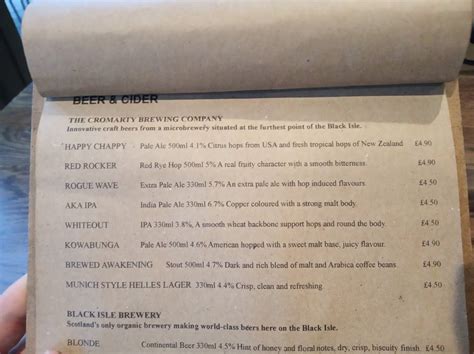 BEER & CIDER
THE CROMARTY BREWING COMPANY
Innovative craft beers from a microbrewery situated at the furthest point of the Black Isle.
HAPPY CHAPPY Pale Ale 500ml 4.1% Citrus hops from USA and fresh tropical hops of New Zealand £4.90
RED ROCKER Red Rye Hop 500ml 5% A real fruity character with a smooth bitterness. £4.90
ROGUE WAVE Extra Pale Ale 330ml 5.7% An extra pale ale with hop induced flavours. £4.50
AKA IPA India Pale Ale 330ml 6.7% Copper coloured with a strong malt body. £4.50
WHITEOUT IPA 330ml 3.8%, A smooth wheat backbone support hops and round the body. £4.50
KOWABUNGA Pale Ale 500ml 4.6% American hopped with a sweet malt base, juicy flavour. £4.90
BREWED AWAKENING Stout 500ml 4.7% Dark and rich blend of malt and Arabica coffee beans. £4.90
MUNICH STYLE HELLES LAGER 330ml 4.4% Crisp, clean and refreshing. £4.50
BLACK ISLE BREWERY
Scotland's only organic brewery making world-class beers here on the Black Isle.
BLONDE Continental Beer 330ml 4.5% Hint of honey and floral notes, dry, crisp, biscuity finish. £4.50